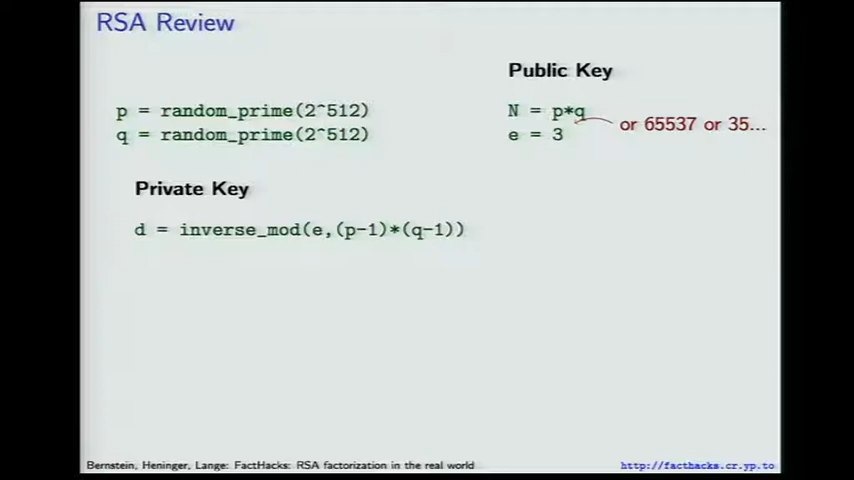 RSA Review
Public Key
p = random_prime(2^512)
q = random_prime(2^512)
N = p*q
e = 3
or 65537 or 35...
Private Key
d = inverse_mod(e,(p-1)*(q-1))
Bernstein, Heninger, Lange: FactHacks: RSA factorization in the real world
http://facthacks.cr.yp.to